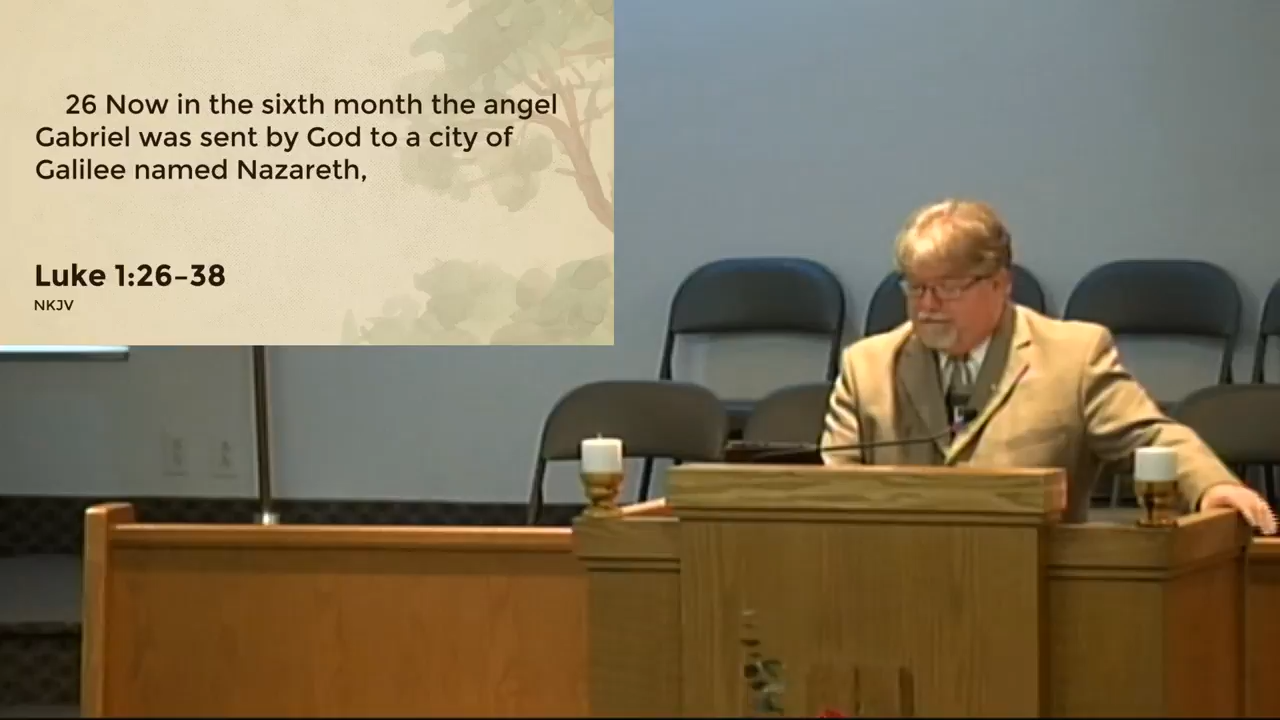 26 Now in the sixth month the angel
Gabriel was sent by God to a city of
Galilee named Nazareth,
Luke 1:26–38
NKJV